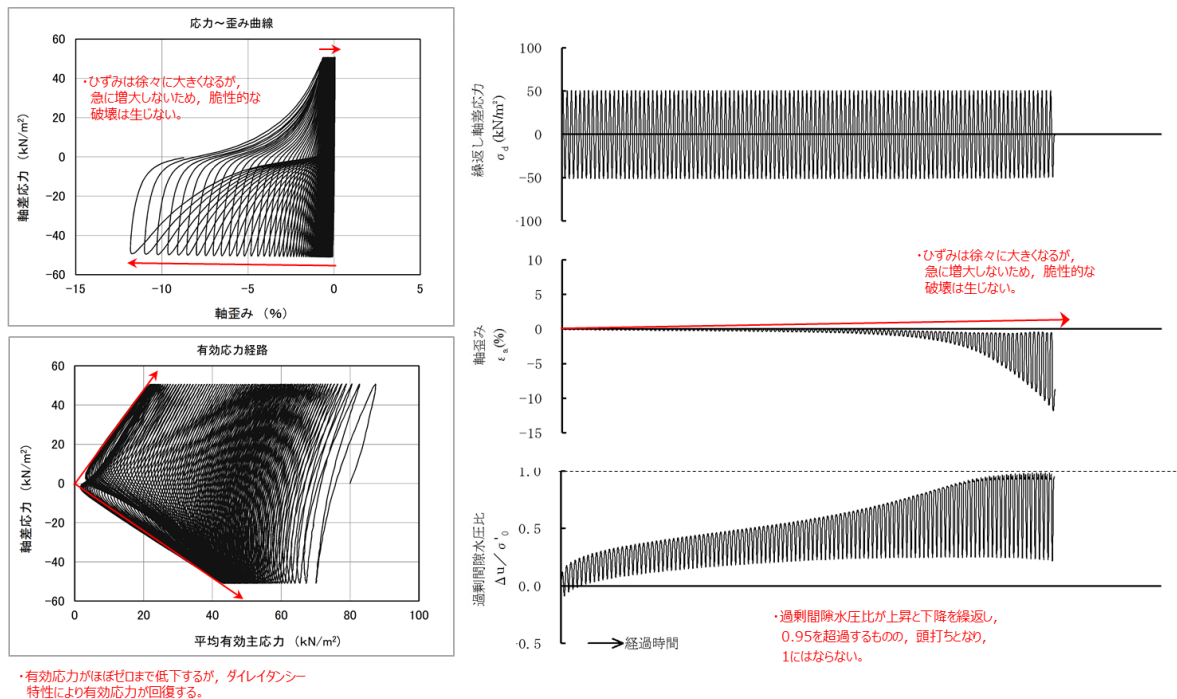 応力～歪み曲線
・ひずみは徐々に大きくなるが，
急に増大しないため，脆性的な
破壊は生じない。
軸差応力 (kN/m²)
60
40
20
0
-20
-40
-60
-15
-10
-5
0
5
軸歪み (%)
有効応力経路
軸差応力 (kN/m²)
60
40
20
0
-20
-40
-60
0
20
40
60
80
100
平均有効主応力 (kN/m²)
・有効応力がほぼゼロまで低下するが，ダイレイタンシー
特性により有効応力が回復する。
繰返し軸差応力
σd (kN/m²)
100
50
0
-50
-100
・ひずみは徐々に大きくなるが，
急に増大しないため，脆性的な
破壊は生じない。
軸歪み
εa(%)
10
5
0
-5
-10
-15
過剰間隙水圧比
Δu/σ'0
1.0
0.5
0.0
-0.5
経過時間
・過剰間隙水圧比が上昇と下降を繰返し，
0.95を超過するものの，頭打ちとなり，
1にはならない。